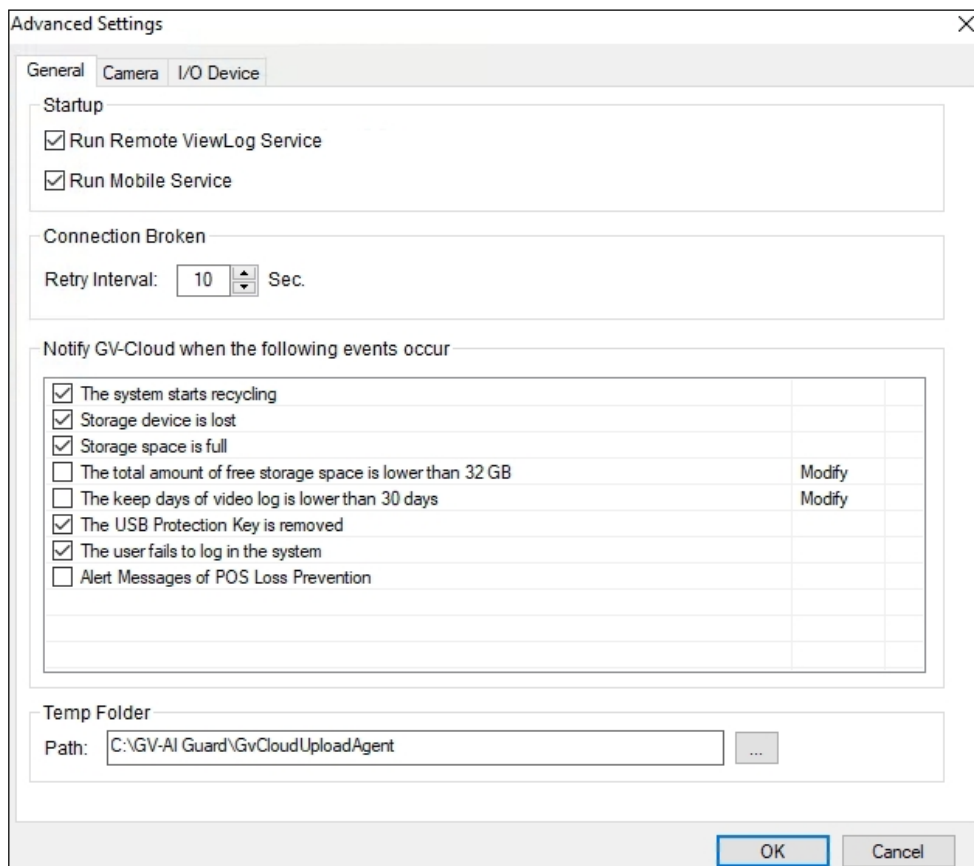 Advanced Settings
General Camera I/O Device
Startup
Run Remote ViewLog Service
Run Mobile Service
Connection Broken
Retry Interval: 10 Sec.
Notify GV-Cloud when the following events occur
The system starts recycling
Storage device is lost
Storage space is full
The total amount of free storage space is lower than 32 GB Modify
The keep days of video log is lower than 30 days Modify
The USB Protection Key is removed
The user fails to log in the system
Alert Messages of POS Loss Prevention
Temp Folder
Path: C:\GV-AI Guard\GvCloudUploadAgent ...
OK Cancel